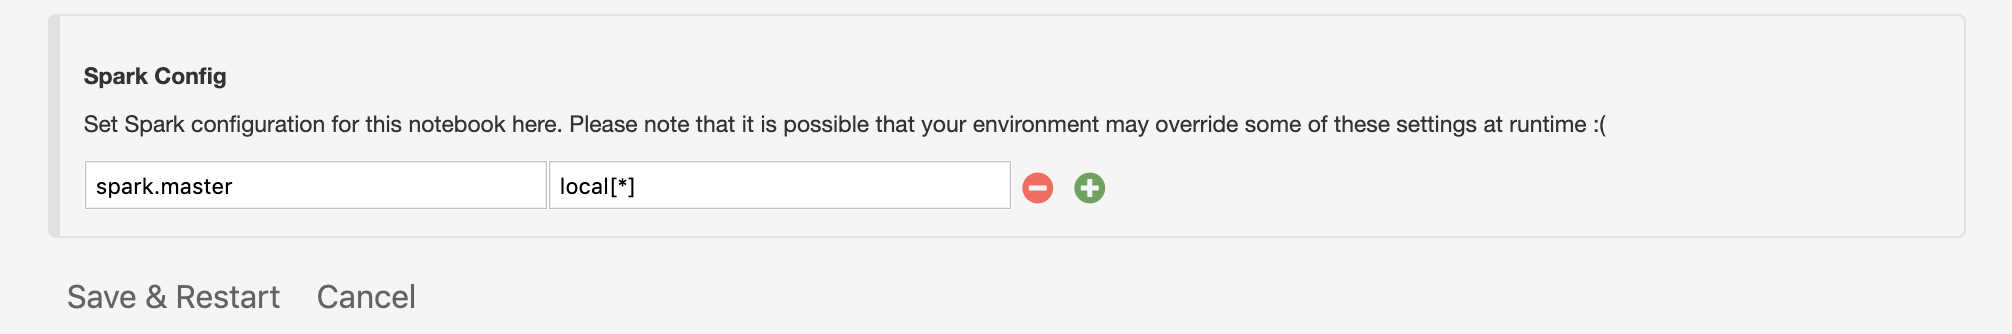 Spark Config
Set Spark configuration for this notebook here. Please note that it is possible that your environment may override some of these settings at runtime :(
spark.master local[*]
Save & Restart Cancel